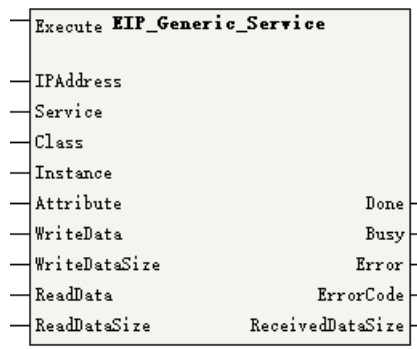 Execute EIP_Generic_Service
IPAddress
Service
Class
Instance
Attribute Done
WriteData Busy
WriteDataSize Error
ReadData ErrorCode
ReadDataSize ReceivedDataSize